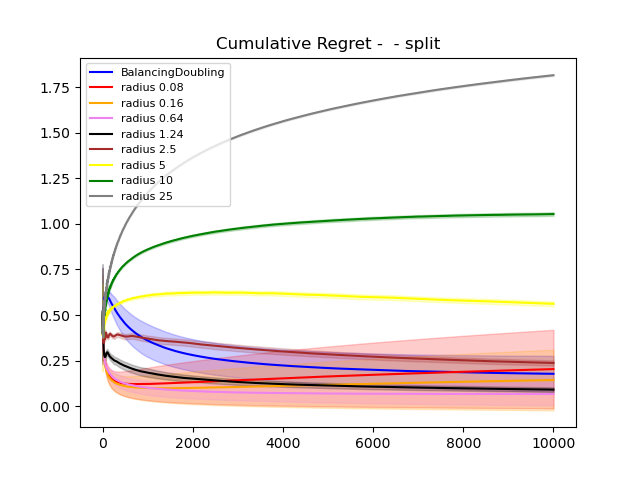 Cumulative Regret -  - split
BalancingDoubling
radius 0.08
radius 0.16
radius 0.64
radius 1.24
radius 2.5
radius 5
radius 10
radius 25
1.75
1.50
1.25
1.00
0.75
0.50
0.25
0.00
0 2000 4000 6000 8000 10000